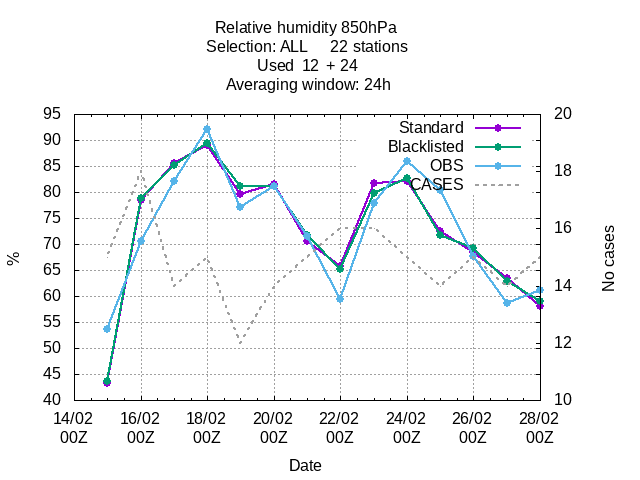 Relative humidity 850hPa
Selection: ALL 22 stations
Used 12 + 24
Averaging window: 24h
95
90
85
80
75
70
65
60
55
50
45
40
%
20
18
16
14
12
10
No cases
Standard
Blacklisted
OBS
CASES
14/02 16/02 18/02 20/02 22/02 24/02 26/02 28/02
00Z 00Z 00Z 00Z 00Z 00Z 00Z 00Z
Date